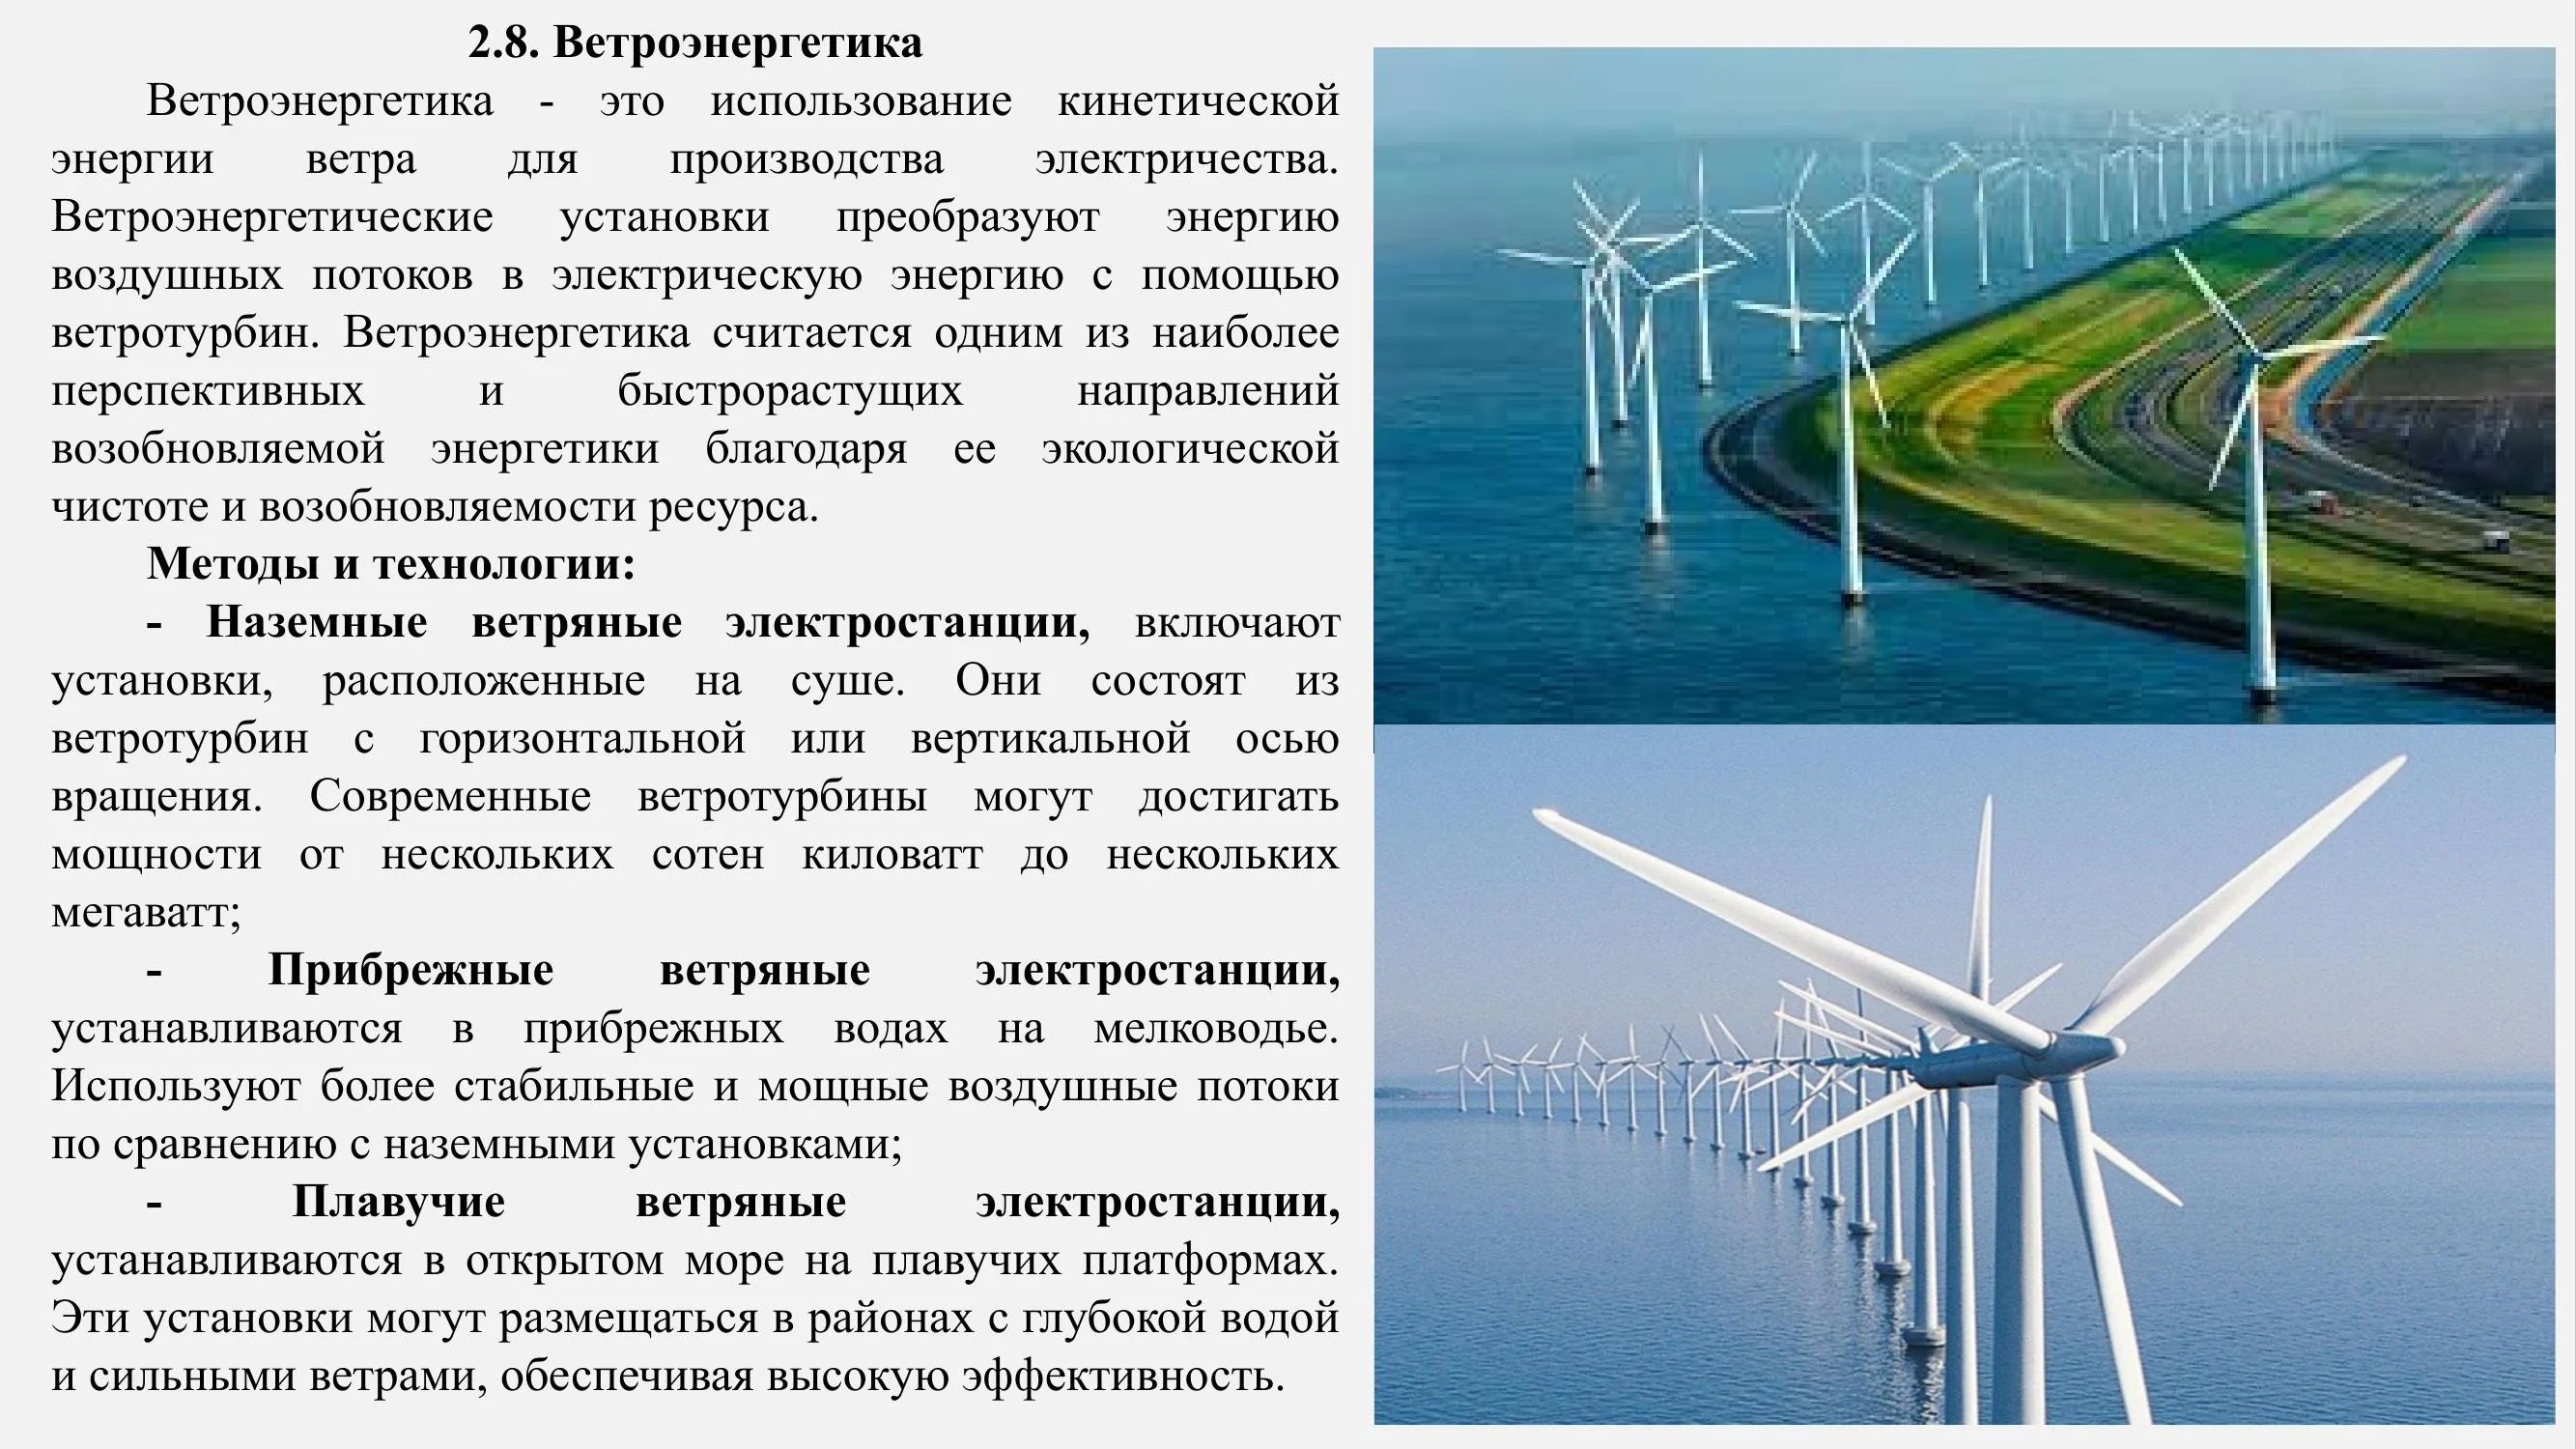 2.8. Ветроэнергетика
Ветроэнергетика - это использование кинетической
энергии ветра для производства электричества.
Ветроэнергетические установки преобразуют энергию
воздушных потоков в электрическую энергию с помощью
ветротурбин. Ветроэнергетика считается одним из наиболее
перспективных и быстрорастущих направлений
возобновляемой энергетики благодаря ее экологической
чистоте и возобновляемости ресурса.
Методы и технологии:
- Наземные ветряные электростанции, включают
установки, расположенные на суше. Они состоят из
ветротурбин с горизонтальной или вертикальной осью
вращения. Современные ветротурбины могут достигать
мощности от нескольких сотен киловатт до нескольких
мегаватт;
- Прибрежные ветряные электростанции,
устанавливаются в прибрежных водах на мелководье.
Используют более стабильные и мощные воздушные потоки
по сравнению с наземными установками;
- Плавучие ветряные электростанции,
устанавливаются в открытом море на плавучих платформах.
Эти установки могут размещаться в районах с глубокой водой
и сильными ветрами, обеспечивая высокую эффективность.